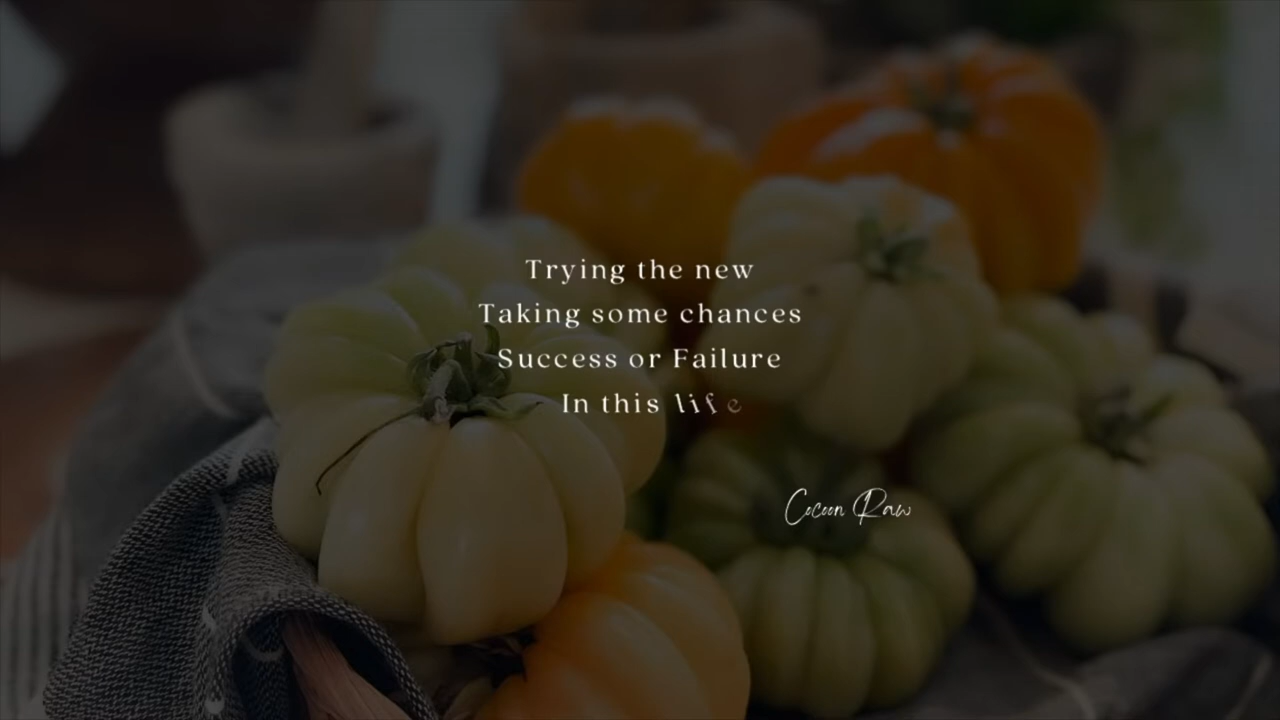 Trying the new
Taking some chances
Success or Failure
In this life
Cocoon Raw